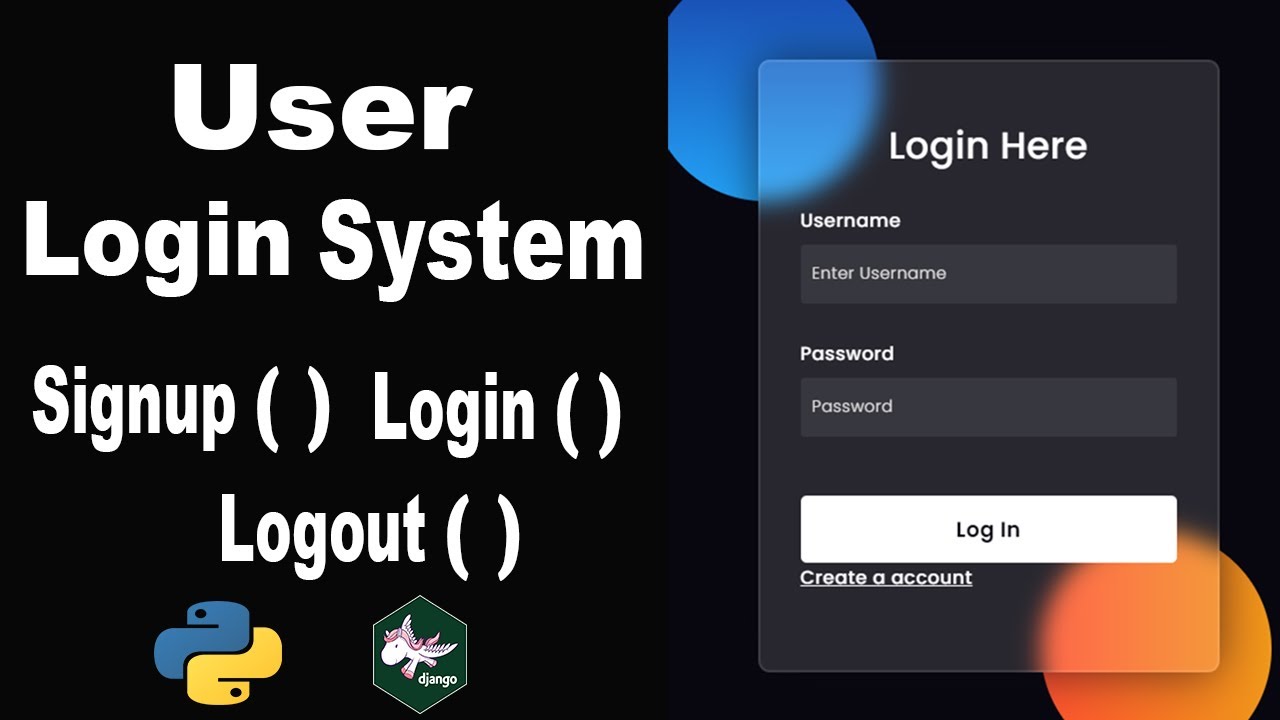 User
Login System
Signup ( ) Login ( )
Logout ( )
django
Login Here
Username
Enter Username
Password
Password
Log In
Create a account